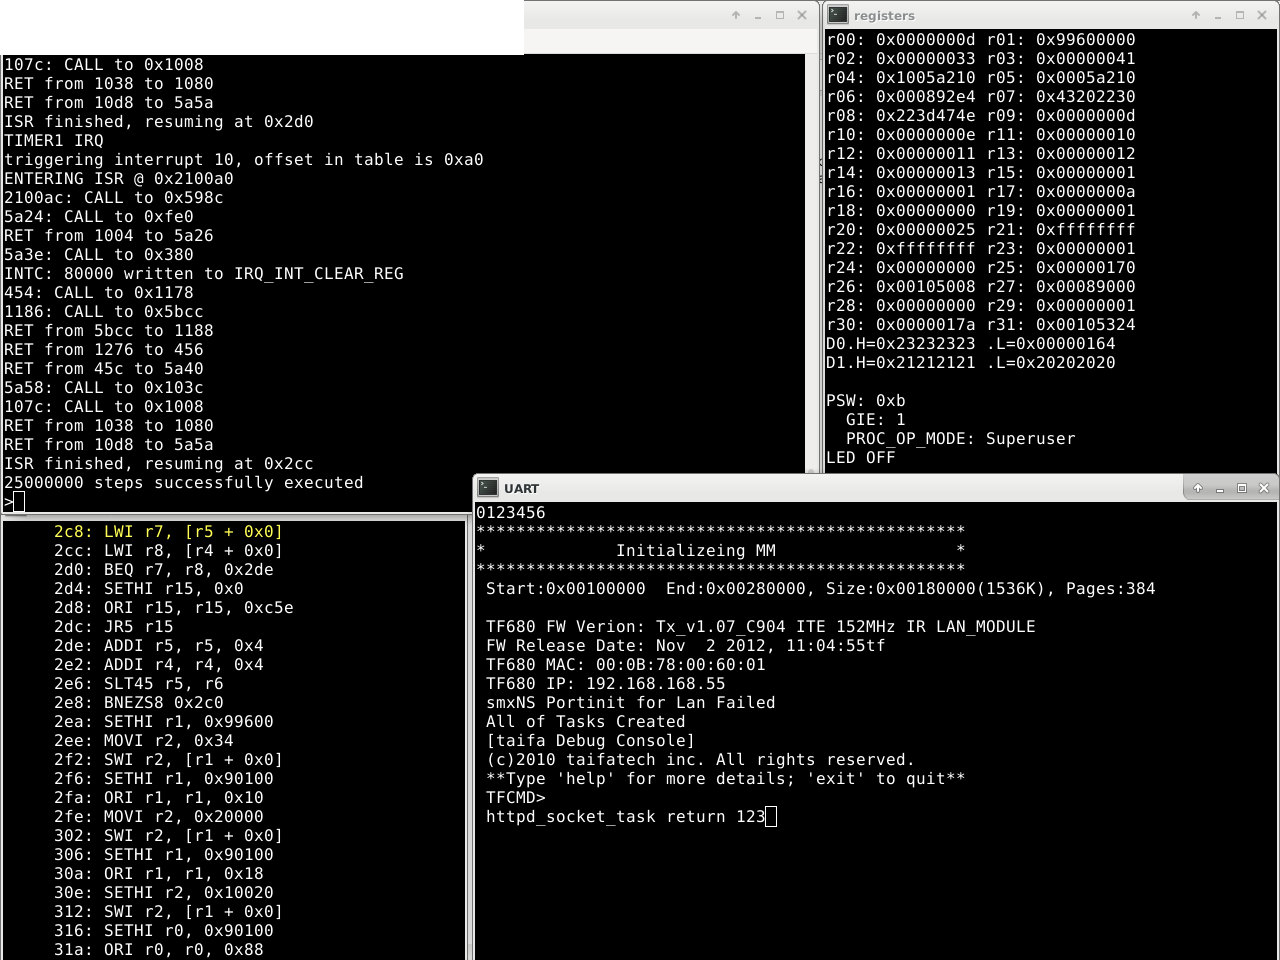 107c: CALL to 0x1008
RET from 1038 to 1080
RET from 10d8 to 5a5a
ISR finished, resuming at 0x2d0
TIMER1 IRQ
triggering interrupt 10, offset in table is 0xa0
ENTERING ISR @ 0x2100a0
2100ac: CALL to 0x598c
5a24: CALL to 0xfe0
RET from 1004 to 5a26
5a3e: CALL to 0x380
INTC: 80000 written to IRQ_INT_CLEAR_REG
454: CALL to 0x1178
1186: CALL to 0x5bcc
RET from 5bcc to 1188
RET from 1276 to 456
RET from 45c to 5a40
5a58: CALL to 0x103c
107c: CALL to 0x1008
RET from 1038 to 1080
RET from 10d8 to 5a5a
ISR finished, resuming at 0x2cc
25000000 steps successfully executed
>
registers
r00: 0x0000000d r01: 0x99600000
r02: 0x00000033 r03: 0x00000041
r04: 0x1005a210 r05: 0x0005a210
r06: 0x000892e4 r07: 0x43202230
r08: 0x223d474e r09: 0x0000000d
r10: 0x0000000e r11: 0x00000010
r12: 0x00000011 r13: 0x00000012
r14: 0x00000013 r15: 0x00000001
r16: 0x00000001 r17: 0x0000000a
r18: 0x00000000 r19: 0x00000001
r20: 0x00000025 r21: 0xffffffff
r22: 0xffffffff r23: 0x00000001
r24: 0x00000000 r25: 0x00000170
r26: 0x00105008 r27: 0x00089000
r28: 0x00000000 r29: 0x00000001
r30: 0x0000017a r31: 0x00105324
D0.H=0x23232323 .L=0x00000164
D1.H=0x21212121 .L=0x20202020
PSW: 0xb
GIE: 1
PROC_OP_MODE: Superuser
LED OFF
2c8: LWI r7, [r5 + 0x0]
2cc: LWI r8, [r4 + 0x0]
2d0: BEQ r7, r8, 0x2de
2d4: SETHI r15, 0x0
2d8: ORI r15, r15, 0xc5e
2dc: JR5 r15
2de: ADDI r5, r5, 0x4
2e2: ADDI r4, r4, 0x4
2e6: SLT45 r5, r6
2e8: BNEZS8 0x2c0
2ea: SETHI r1, 0x99600
2ee: MOVI r2, 0x34
2f2: SWI r2, [r1 + 0x0]
2f6: SETHI r1, 0x90100
2fa: ORI r1, r1, 0x10
2fe: MOVI r2, 0x20000
302: SWI r2, [r1 + 0x0]
306: SETHI r1, 0x90100
30a: ORI r1, r1, 0x18
30e: SETHI r2, 0x10020
312: SWI r2, [r1 + 0x0]
316: SETHI r0, 0x90100
31a: ORI r0, r0, 0x88
UART
0123456
*************************************************
* Initializeing MM *
*************************************************
Start:0x00100000 End:0x00280000, Size:0x00180000(1536K), Pages:384
TF680 FW Verion: Tx_v1.07_C904 ITE 152MHz IR LAN_MODULE
FW Release Date: Nov 2 2012, 11:04:55tf
TF680 MAC: 00:0B:78:00:60:01
TF680 IP: 192.168.168.55
smxNS Portinit for Lan Failed
All of Tasks Created
[taifa Debug Console]
(c)2010 taifatech inc. All rights reserved.
**Type 'help' for more details; 'exit' to quit**
TFCMD>
httpd_socket_task return 123